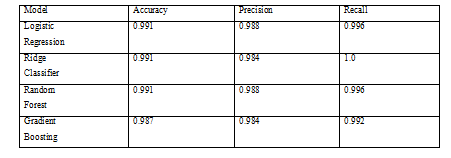 Model Accuracy Precision Recall
Logistic 0.991 0.988 0.996
Regression
Ridge 0.991 0.984 1.0
Classifier
Random 0.991 0.988 0.996
Forest
Gradient 0.987 0.984 0.992
Boosting